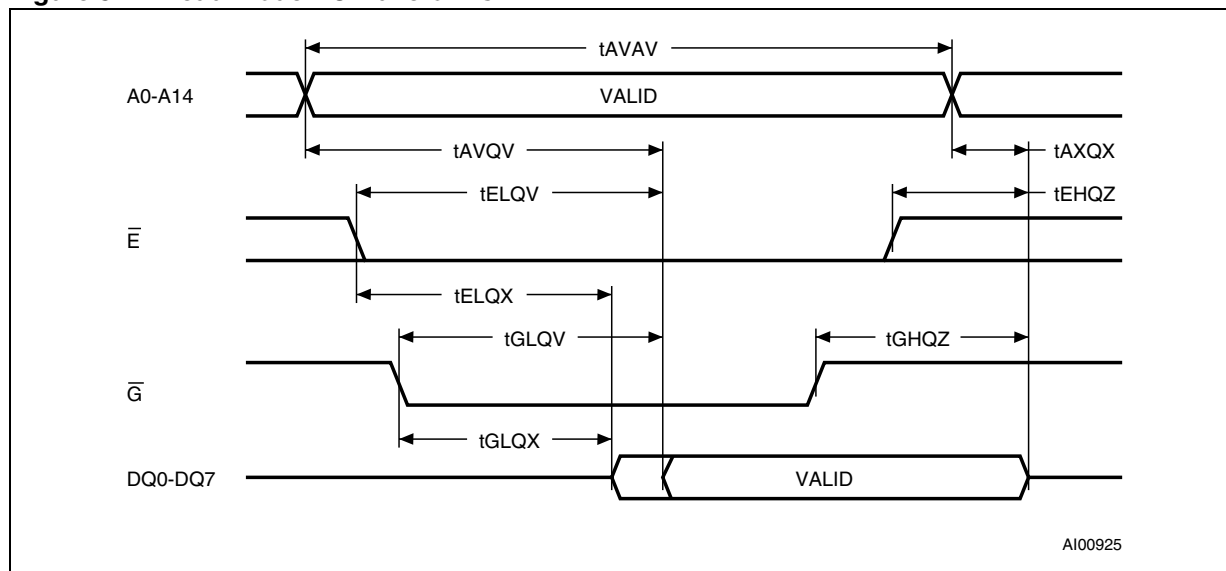 tAVAV
A0-A14
VALID
tAVQV
tAXQX
tELQV
tEHQZ
E̅
tELQX
tGLQV
tGHQZ
G̅
tGLQX
DQ0-DQ7
VALID
AI00925